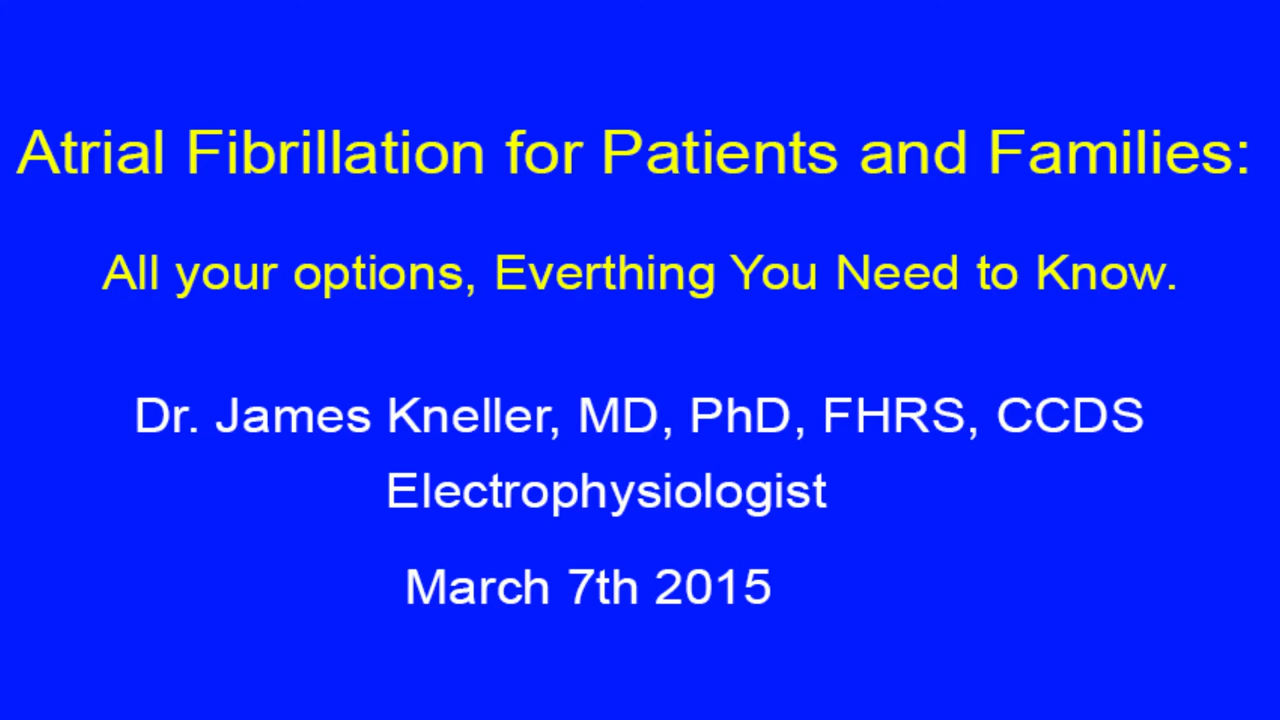 Atrial Fibrillation for Patients and Families:
All your options, Everthing You Need to Know.
Dr. James Kneller, MD, PhD, FHRS, CCDS
Electrophysiologist
March 7th 2015